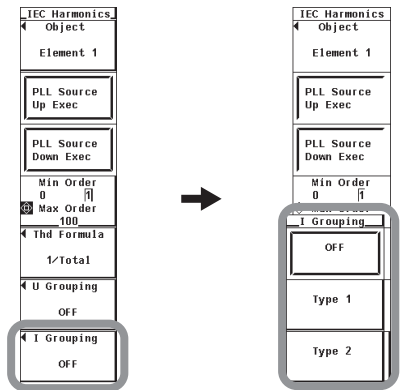 IEC Harmonics
Object
Element 1
PLL Source
Up Exec
PLL Source
Down Exec
Min Order
0 1
Max Order
100
Thd Formula
1/Total
U Grouping
OFF
I Grouping
OFF
IEC Harmonics
Object
Element 1
PLL Source
Up Exec
PLL Source
Down Exec
Min Order
0 1
Max Order
I Grouping
OFF
Type 1
Type 2